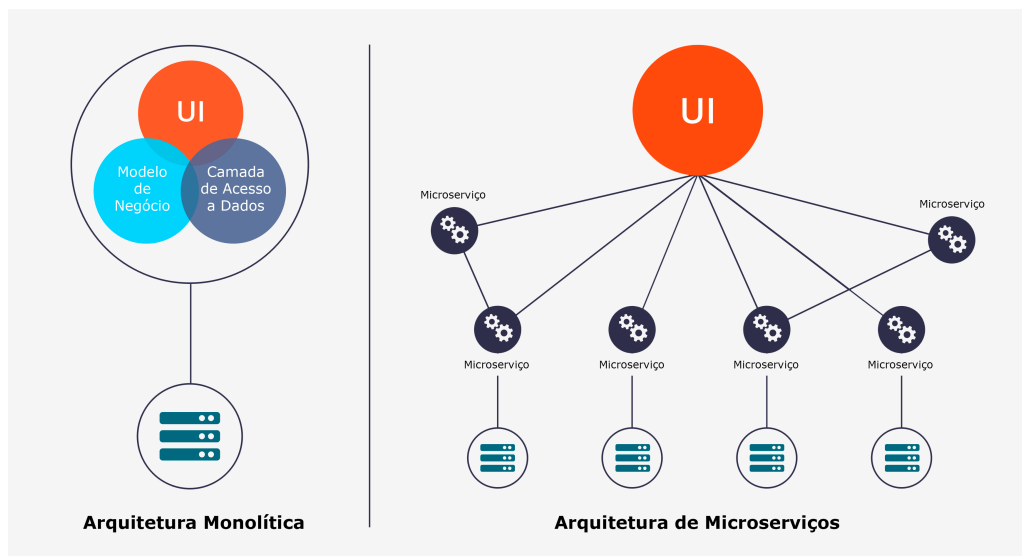 UI
Modelo
de
Negócio
Camada
de Acesso
a Dados
Arquitetura Monolítica
UI
Microserviço
Microserviço
Microserviço
Microserviço
Microserviço
Microserviço
Arquitetura de Microserviços